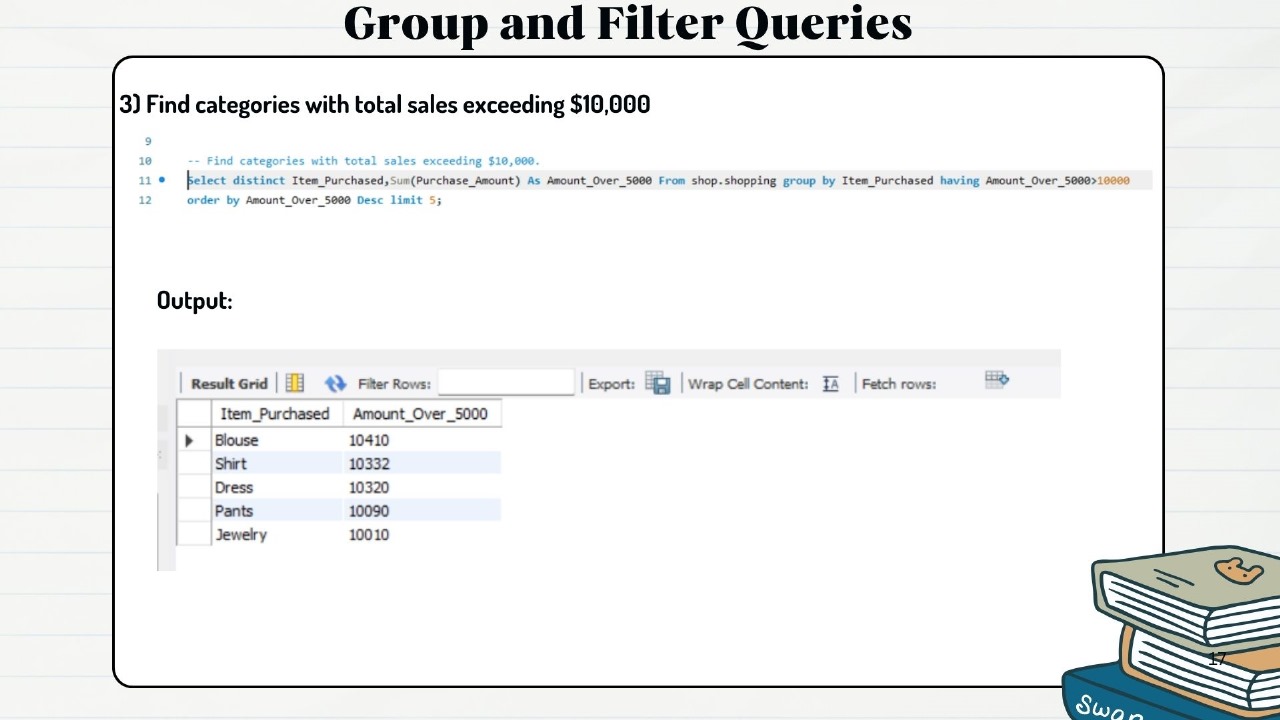 Group and Filter Queries
3) Find categories with total sales exceeding $10,000
9
10 -- Find categories with total sales exceeding $10,000.
11 Select distinct Item_Purchased,Sum(Purchase_Amount) As Amount_Over_5000 From shop.shopping group by Item_Purchased having Amount_Over_5000>10000
12 order by Amount_Over_5000 Desc limit 5;
Output:
Result Grid Filter Rows: Export: Wrap Cell Content: Fetch rows:
Item_Purchased Amount_Over_5000
Blouse 10410
Shirt 10332
Dress 10320
Pants 10090
Jewelry 10010
17